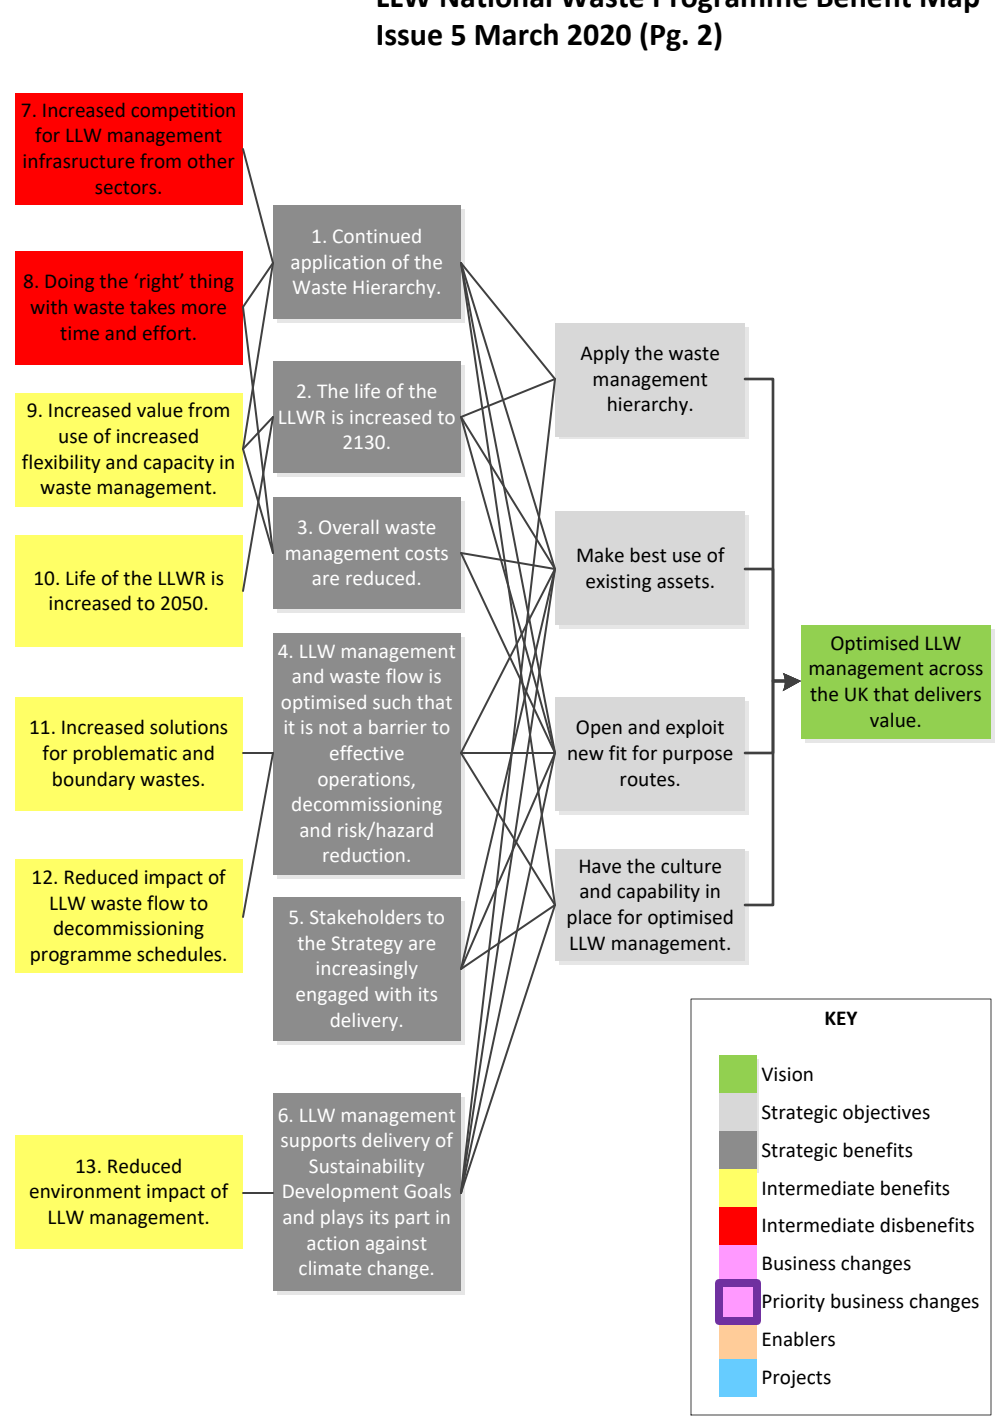 LLW National Waste Programme Benefit Map
Issue 5 March 2020 (Pg. 2)
7. Increased competition
for LLW management
infrasructure from other
sectors.
8. Doing the ‘right’ thing
with waste takes more
time and effort.
9. Increased value from
use of increased
flexibility and capacity in
waste management.
10. Life of the LLWR is
increased to 2050.
11. Increased solutions
for problematic and
boundary wastes.
12. Reduced impact of
LLW waste flow to
decommissioning
programme schedules.
13. Reduced
environment impact of
LLW management.
1. Continued
application of the
Waste Hierarchy.
2. The life of the
LLWR is increased to
2130.
3. Overall waste
management costs
are reduced.
4. LLW management
and waste flow is
optimised such that
it is not a barrier to
effective
operations,
decommissioning
and risk/hazard
reduction.
5. Stakeholders to
the Strategy are
increasingly
engaged with its
delivery.
6. LLW management
supports delivery of
Sustainability
Development Goals
and plays its part in
action against
climate change.
Apply the waste
management
hierarchy.
Make best use of
existing assets.
Open and exploit
new fit for purpose
routes.
Have the culture
and capability in
place for optimised
LLW management.
Optimised LLW
management across
the UK that delivers
value.
KEY
Vision
Strategic objectives
Strategic benefits
Intermediate benefits
Intermediate disbenefits
Business changes
Priority business changes
Enablers
Projects